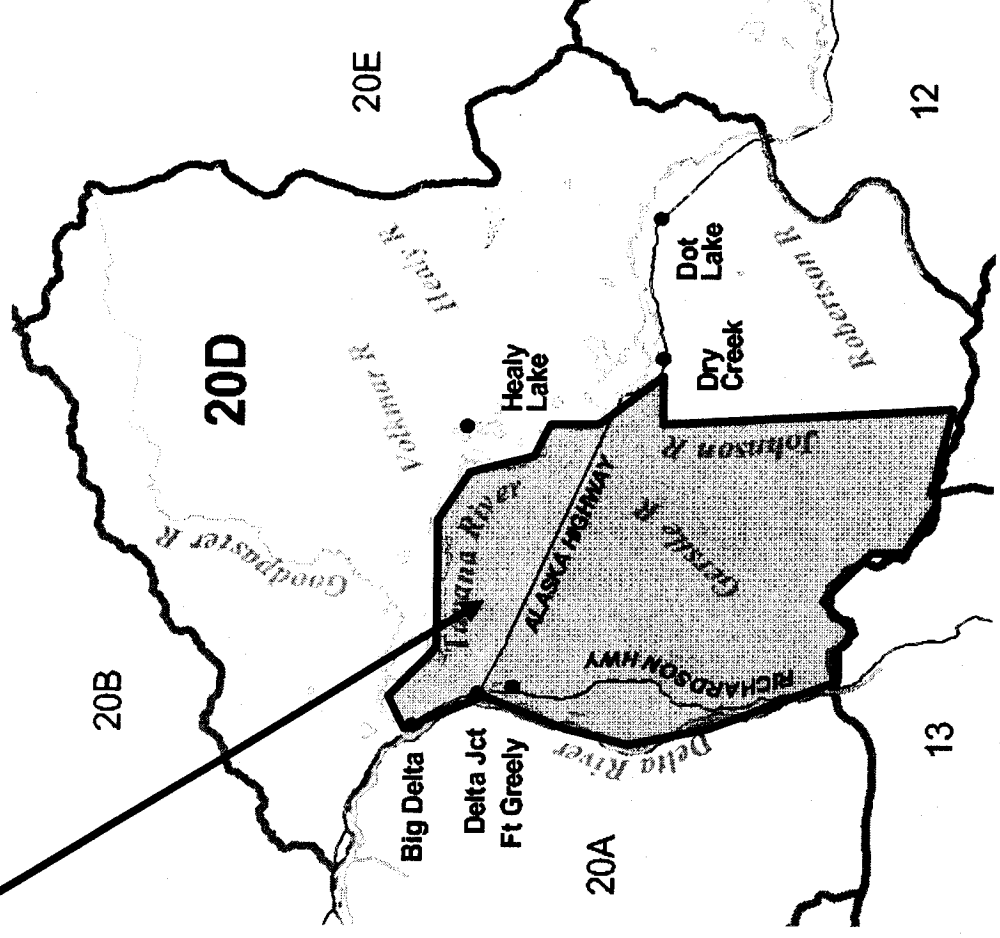 20E
12
20D
Healy R
Volkmar R
Goodpaster R
20B
Healy
Lake
Dot
Lake
Dry
Creek
Robertson R
Tanana River
ALASKA HIGHWAY
Johnson R
Gerstle R
RICHARDSON HWY
Delta River
Big Delta
Delta Jct
Ft Greely
20A
13